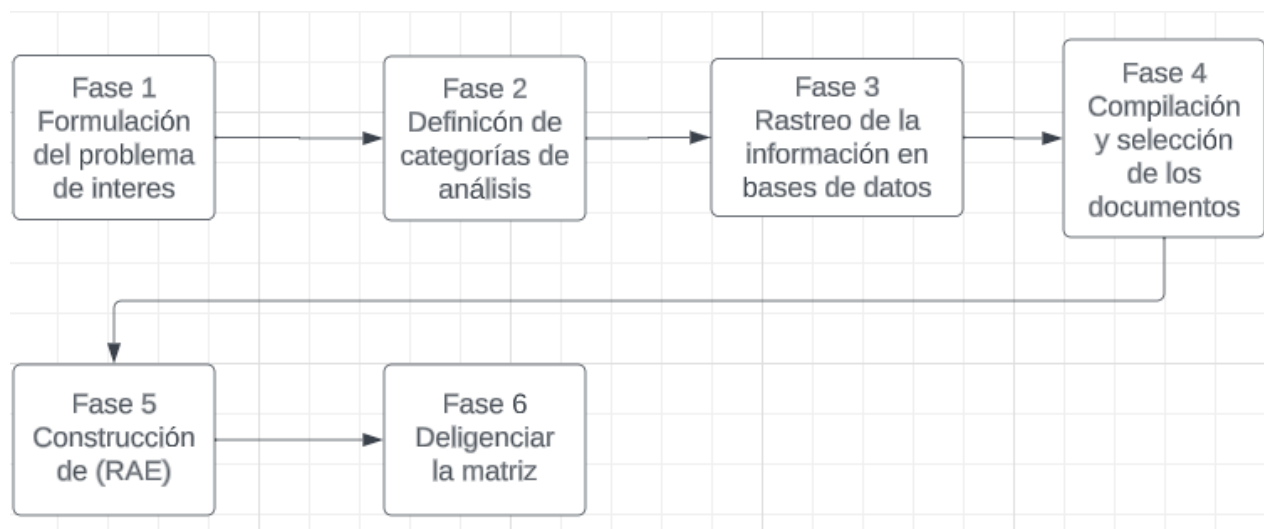 Fase 1
Formulación
del problema
de interes
Fase 2
Definicón de
categorías de
análisis
Fase 3
Rastreo de la
información en
bases de datos
Fase 4
Compilación
y selección
de los
documentos
Fase 5
Construcción
de (RAE)
Fase 6
Deligenciar
la matriz